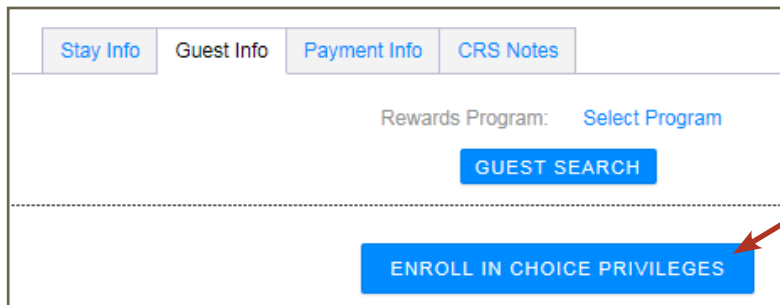 Stay Info Guest Info Payment Info CRS Notes
Rewards Program: Select Program
GUEST SEARCH
ENROLL IN CHOICE PRIVILEGES